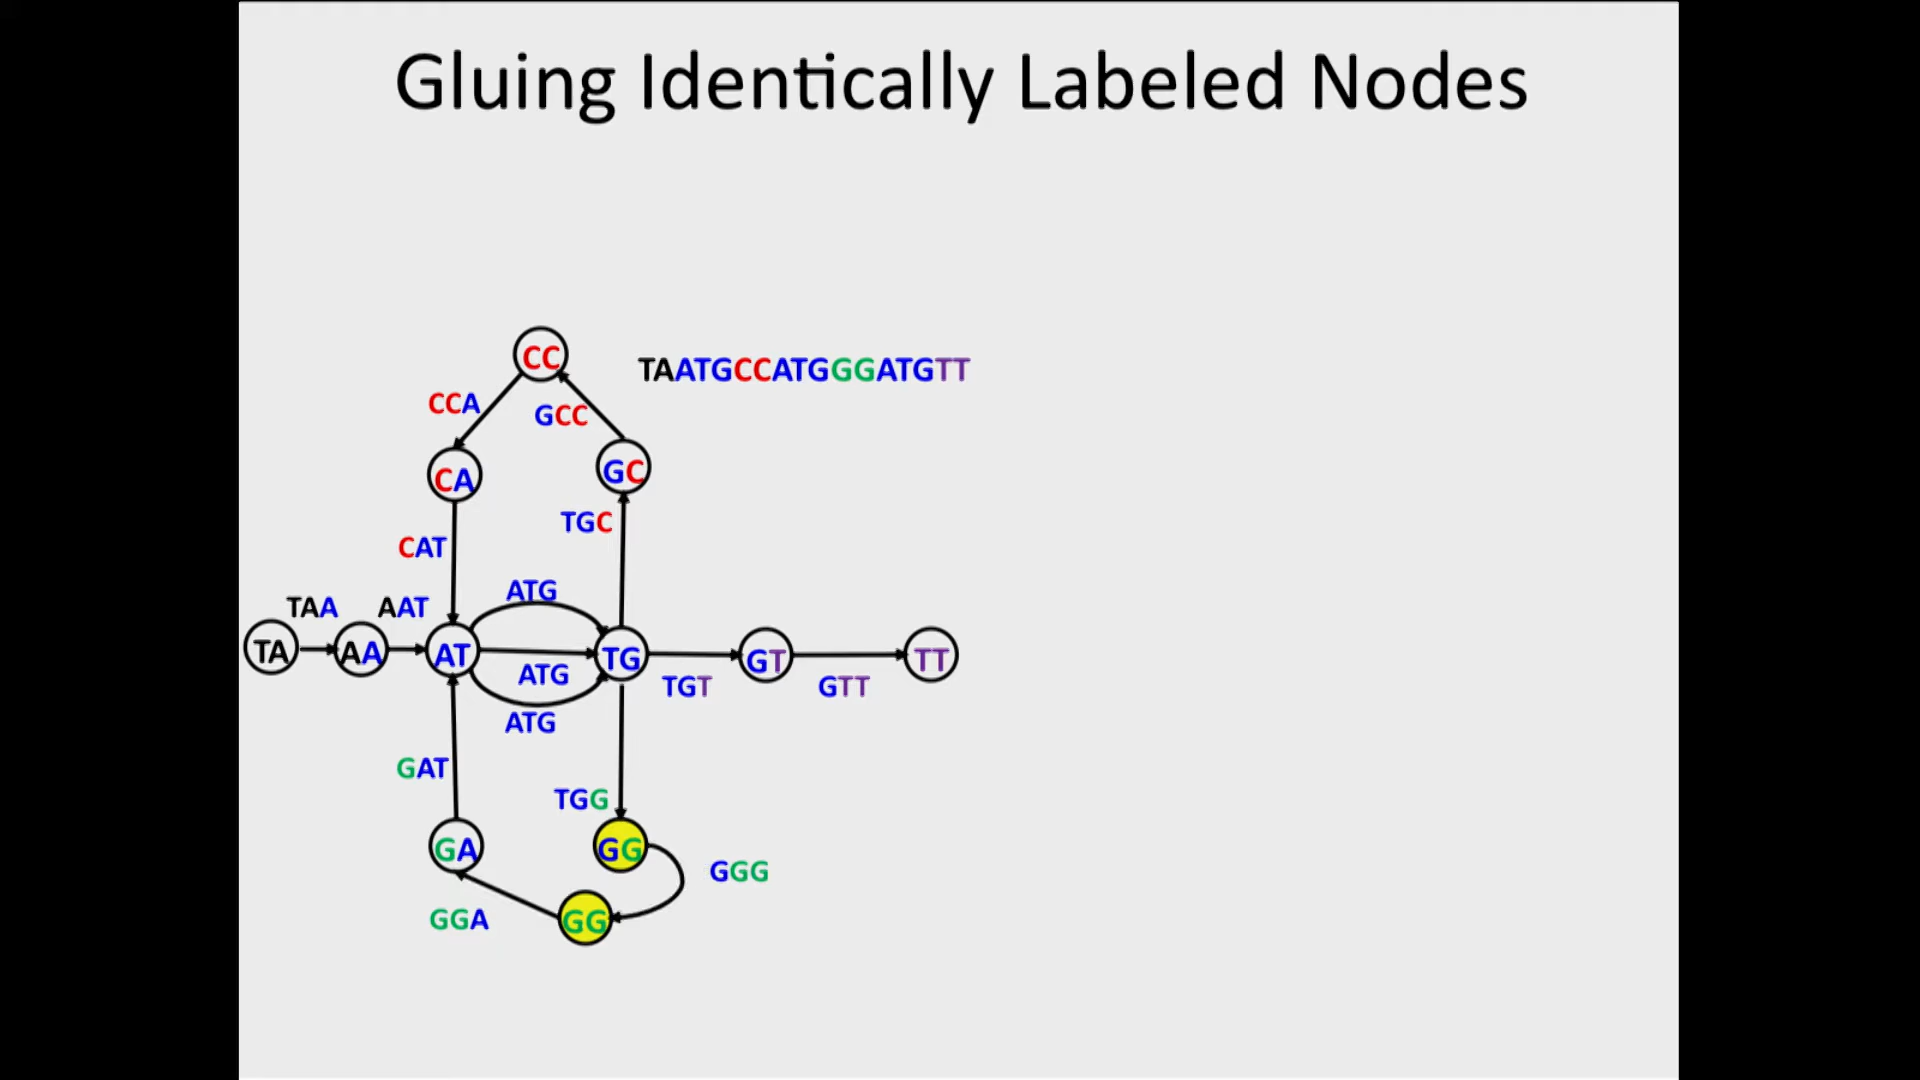 Gluing Identically Labeled Nodes
CC
TAATGCCATGGGATGTT
CCA
GCC
CA
GC
TGC
CAT
ATG
TAA
AAT
TA
AA
AT
TG
GT
TT
ATG
TGT
GTT
ATG
GAT
TGG
GA
GG
GGG
GGA
GG